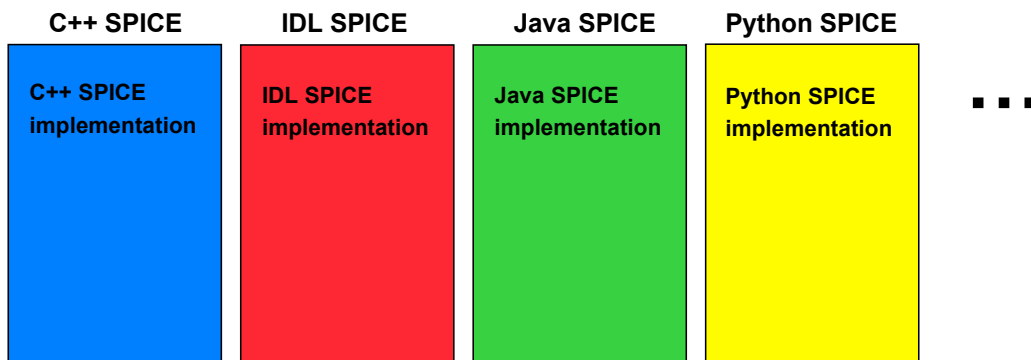 C++ SPICE
IDL SPICE
Java SPICE
Python SPICE
C++ SPICE
implementation
IDL SPICE
implementation
Java SPICE
implementation
Python SPICE
implementation
...